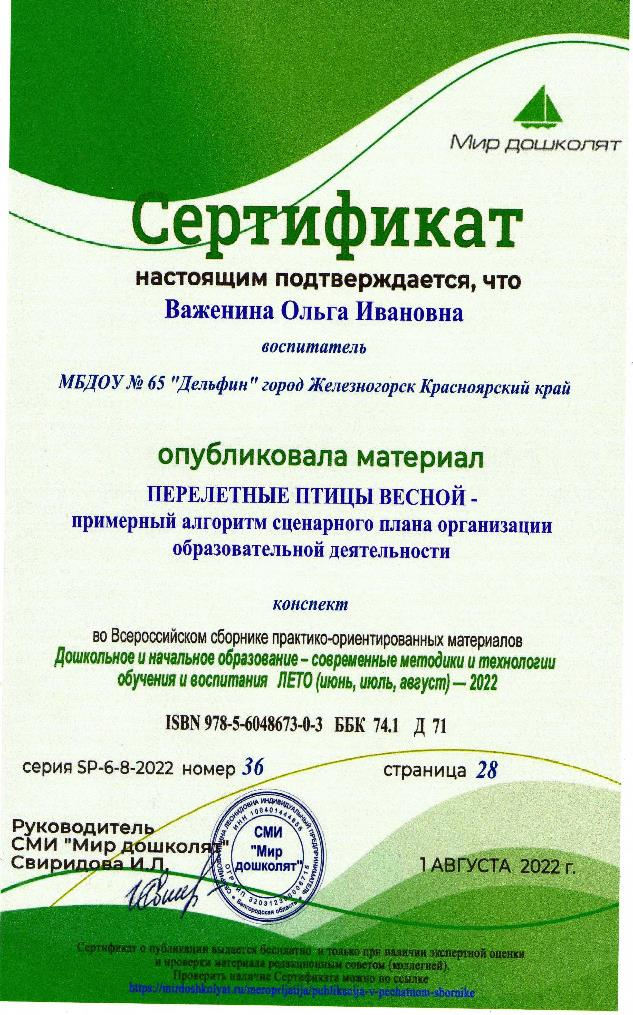 Мир дошколят
Сертификат
настоящим подтверждается, что
Важенина Ольга Ивановна
воспитатель
МБДОУ № 65 "Дельфин" город Железногорск Красноярский край
опубликовала материал
ПЕРЕЛЕТНЫЕ ПТИЦЫ ВЕСНОЙ -
примерный алгоритм сценарного плана организации
образовательной деятельности
конспект
во Всероссийском сборнике практико-ориентированных материалов
Дошкольное и начальное образование – современные методики и технологии
обучения и воспитания ЛЕТО (июнь, июль, август) — 2022
ISBN 978-5-6048673-0-3 ББК 74.1 Д 71
серия SP-6-8-2022 номер 36
страница 28
Руководитель
СМИ "Мир дошколят"
Свиридова И.Л.
СМИ
"Мир
дошколят"
1 АВГУСТА 2022 г.
Сертификат о публикации выдается бесплатно и только при наличии экспертной оценки
и проверки материала редакционным советом (коллегией).
Проверить наличие Сертификата можно по ссылке
https://mirdoshkolyat.ru/meroprijatija/publikacija-v-pechatnom-sbornike